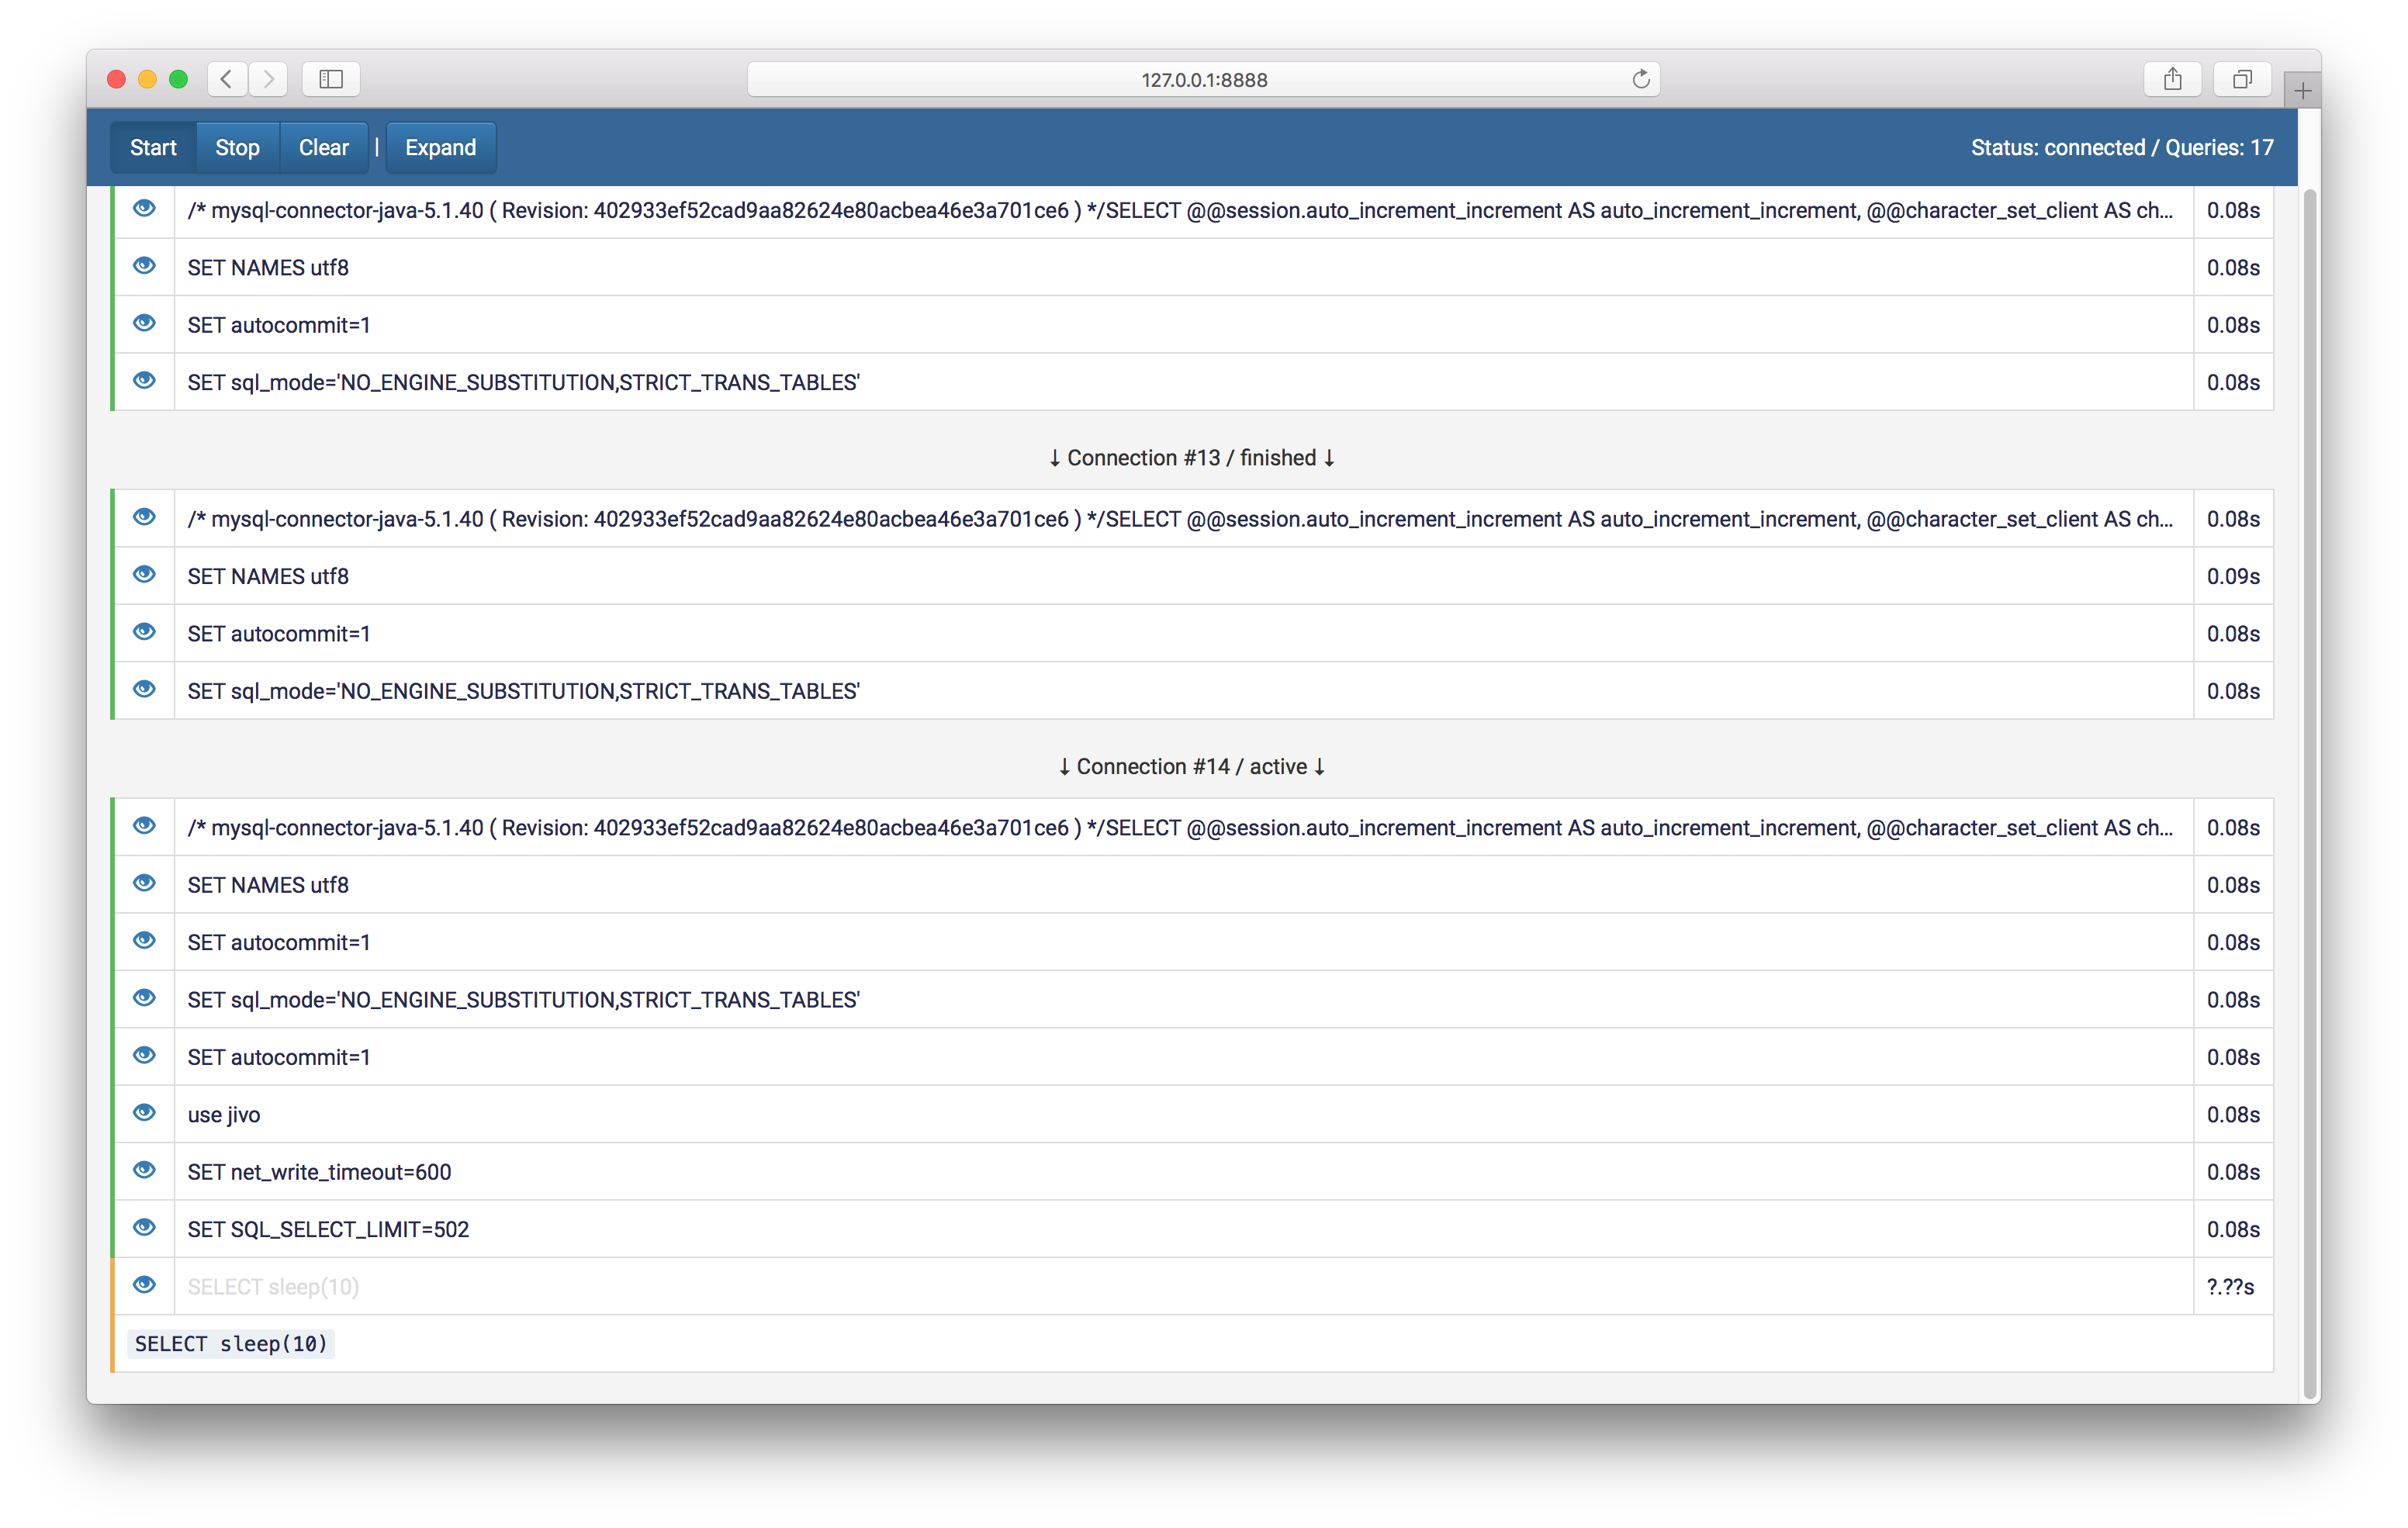 127.0.0.1:8888
Start Stop Clear | Expand Status: connected / Queries: 17
/* mysql-connector-java-5.1.40 ( Revision: 402933ef52cad9aa82624e80acbea46e3a701ce6 ) */SELECT @@session.auto_increment_increment AS auto_increment_increment, @@character_set_client AS ch... 0.08s
SET NAMES utf8 0.08s
SET autocommit=1 0.08s
SET sql_mode='NO_ENGINE_SUBSTITUTION,STRICT_TRANS_TABLES' 0.08s
↓ Connection #13 / finished ↓
/* mysql-connector-java-5.1.40 ( Revision: 402933ef52cad9aa82624e80acbea46e3a701ce6 ) */SELECT @@session.auto_increment_increment AS auto_increment_increment, @@character_set_client AS ch... 0.08s
SET NAMES utf8 0.09s
SET autocommit=1 0.08s
SET sql_mode='NO_ENGINE_SUBSTITUTION,STRICT_TRANS_TABLES' 0.08s
↓ Connection #14 / active ↓
/* mysql-connector-java-5.1.40 ( Revision: 402933ef52cad9aa82624e80acbea46e3a701ce6 ) */SELECT @@session.auto_increment_increment AS auto_increment_increment, @@character_set_client AS ch... 0.08s
SET NAMES utf8 0.08s
SET autocommit=1 0.08s
SET sql_mode='NO_ENGINE_SUBSTITUTION,STRICT_TRANS_TABLES' 0.08s
SET autocommit=1 0.08s
use jivo 0.08s
SET net_write_timeout=600 0.08s
SET SQL_SELECT_LIMIT=502 0.08s
SELECT sleep(10) ?.??s
SELECT sleep(10)